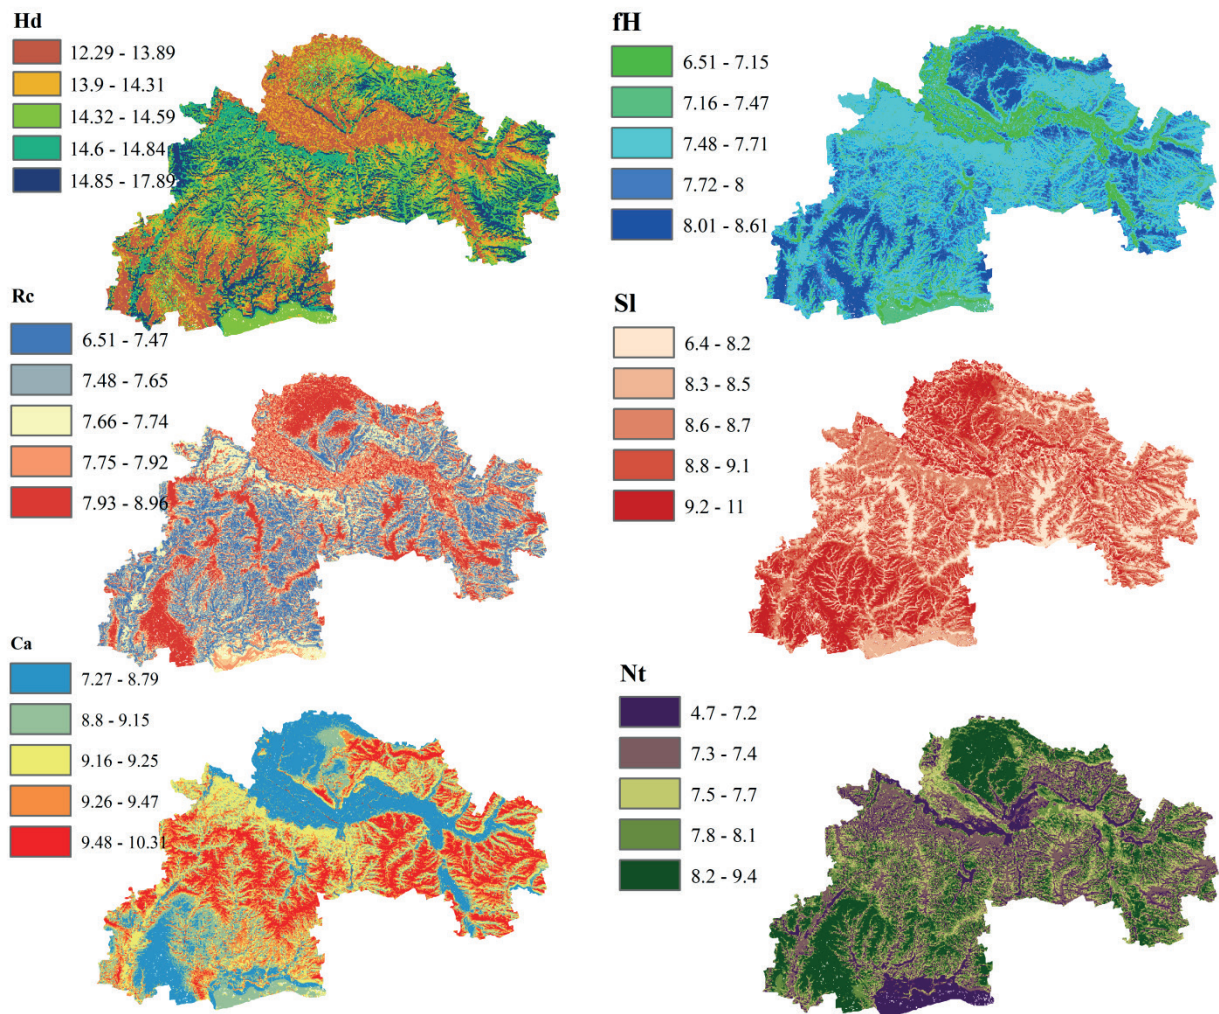 Hd
12.29 - 13.89
13.9 - 14.31
14.32 - 14.59
14.6 - 14.84
14.85 - 17.89
fH
6.51 - 7.15
7.16 - 7.47
7.48 - 7.71
7.72 - 8
8.01 - 8.61
Rc
6.51 - 7.47
7.48 - 7.65
7.66 - 7.74
7.75 - 7.92
7.93 - 8.96
Sl
6.4 - 8.2
8.3 - 8.5
8.6 - 8.7
8.8 - 9.1
9.2 - 11
Ca
7.27 - 8.79
8.8 - 9.15
9.16 - 9.25
9.26 - 9.47
9.48 - 10.31
Nt
4.7 - 7.2
7.3 - 7.4
7.5 - 7.7
7.8 - 8.1
8.2 - 9.4